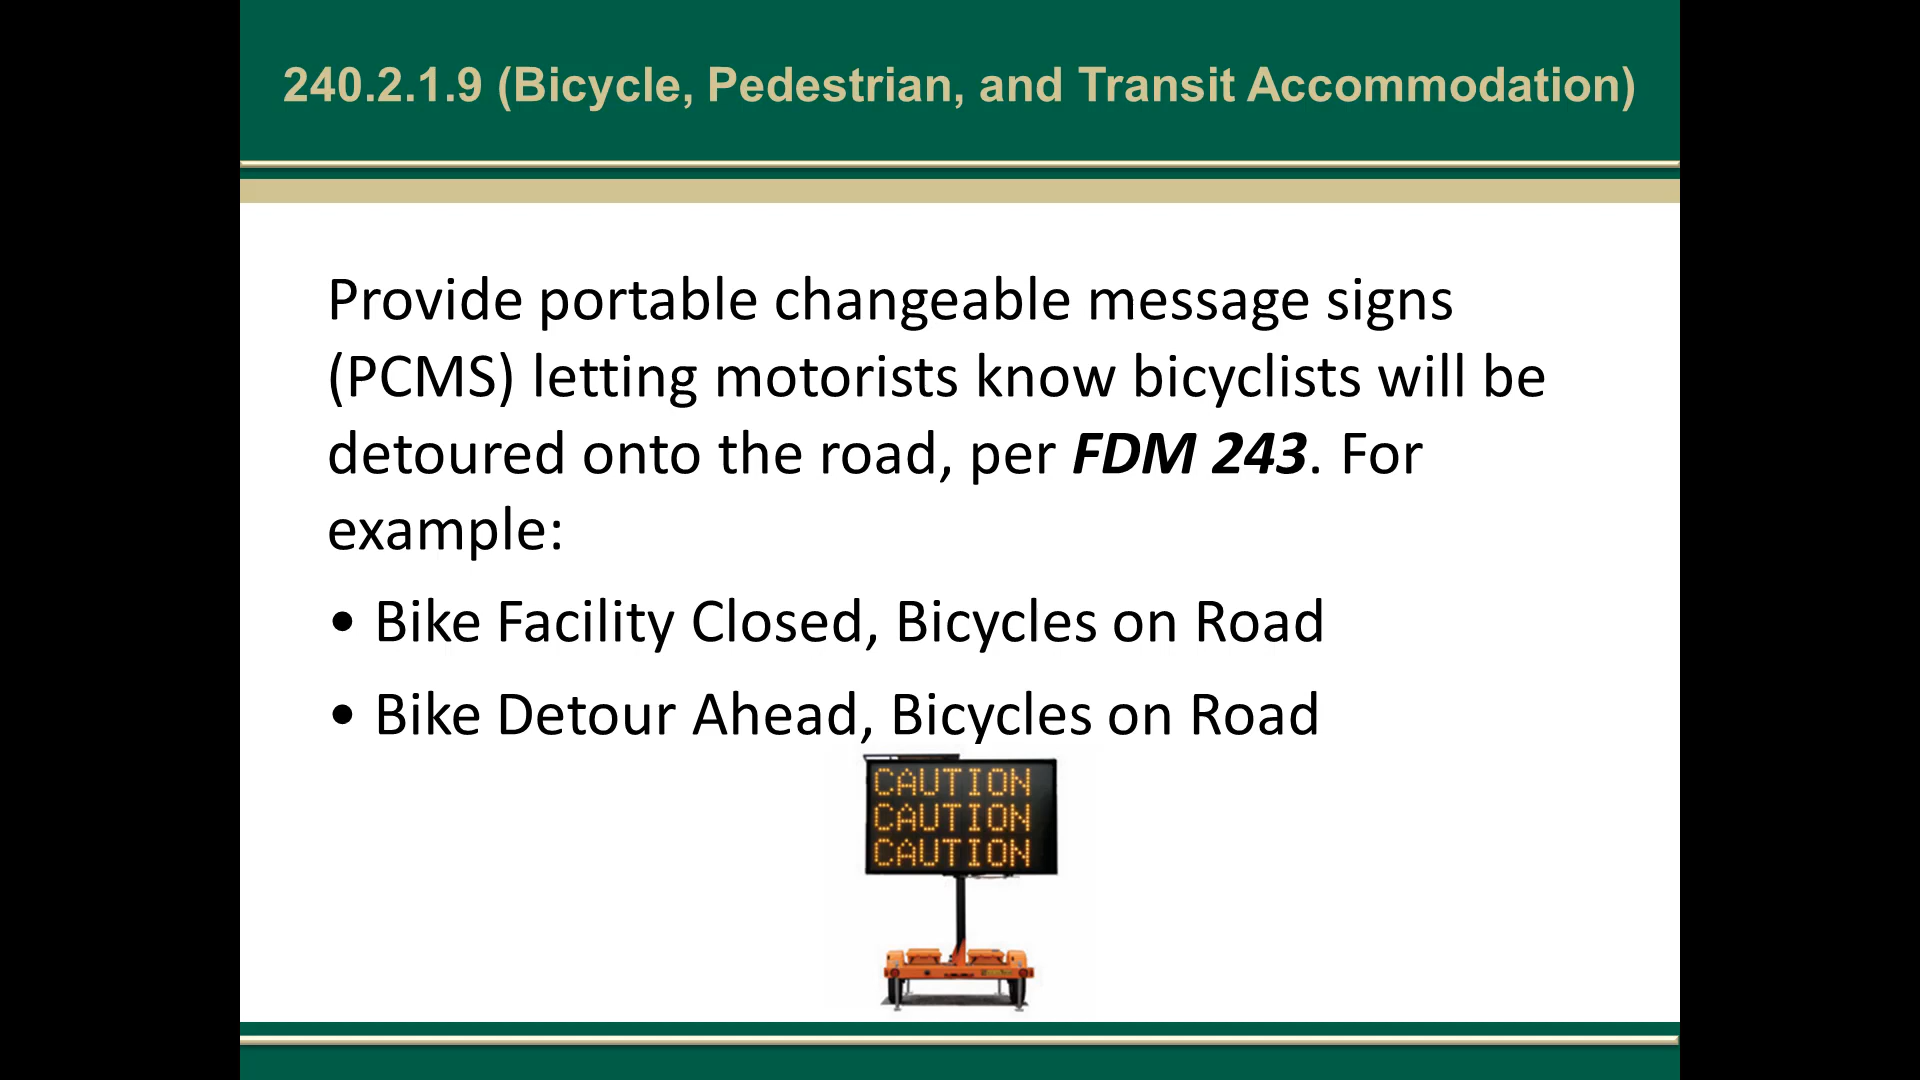 240.2.1.9 (Bicycle, Pedestrian, and Transit Accommodation)
Provide portable changeable message signs
(PCMS) letting motorists know bicyclists will be
detoured onto the road, per FDM 243. For
example:
• Bike Facility Closed, Bicycles on Road
• Bike Detour Ahead, Bicycles on Road
CAUTION
CAUTION
CAUTION